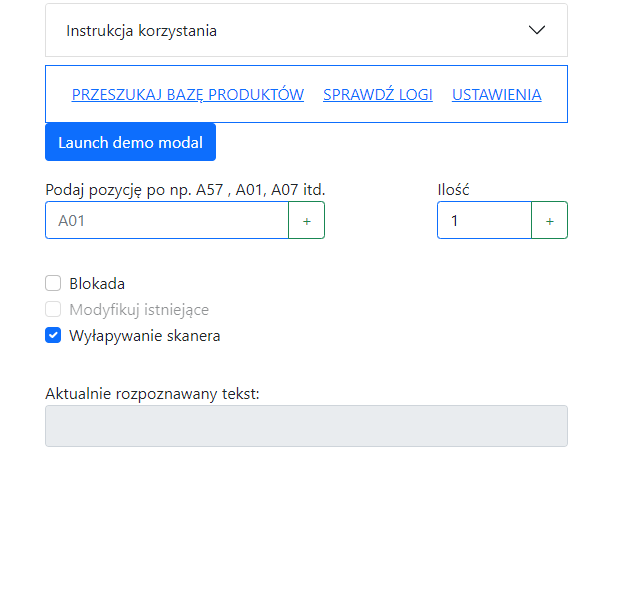 Instrukcja korzystania
PRZESZUKAJ BAZĘ PRODUKTÓW SPRAWDŹ LOGI USTAWIENIA
Launch demo modal
Podaj pozycję po np. A57 , A01, A07 itd. Ilość
A01 + 1 +
Blokada
Modyfikuj istniejące
Wyłapywanie skanera
Aktualnie rozpoznawany tekst: